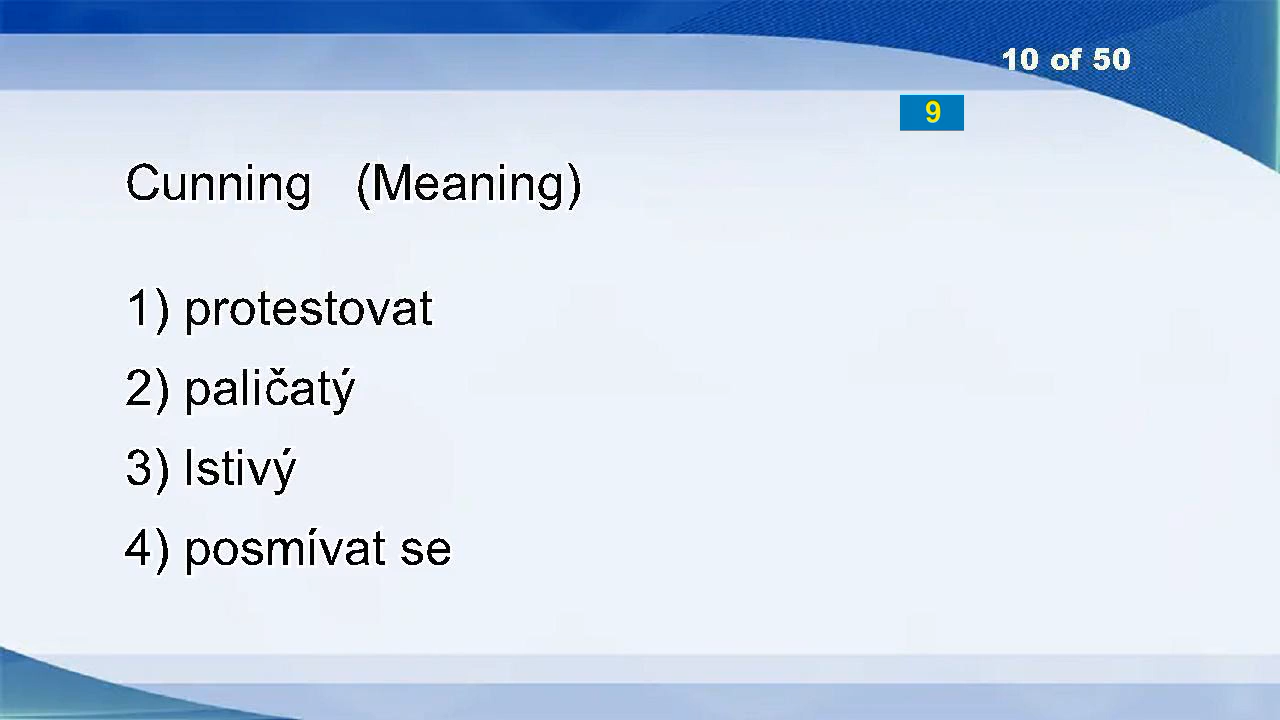 10 of 50
9
Cunning (Meaning)
1) protestovat
2) paličatý
3) lstivý
4) posmívat se